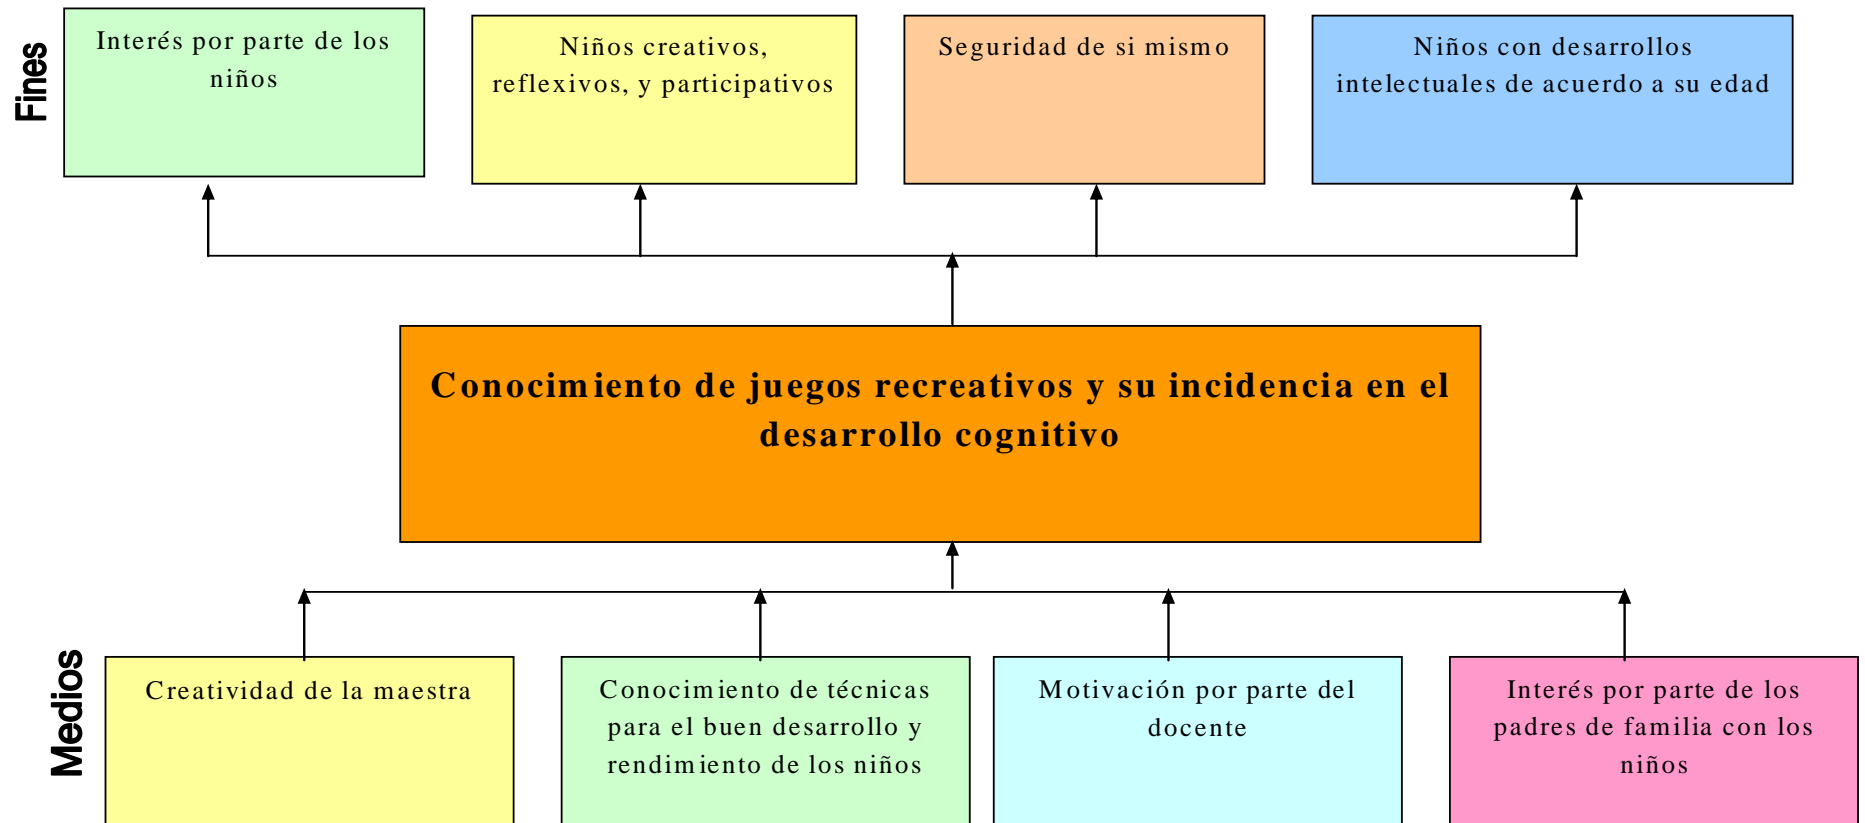 Fines
Interés por parte de los
niños
Niños creativos,
reflexivos, y participativos
Seguridad de si mismo
Niños con desarrollos
intelectuales de acuerdo a su edad
Conocimiento de juegos recreativos y su incidencia en el
desarrollo cognitivo
Medios
Creatividad de la maestra
Conocimiento de técnicas
para el buen desarrollo y
rendimiento de los niños
Motivación por parte del
docente
Interés por parte de los
padres de familia con los
niños